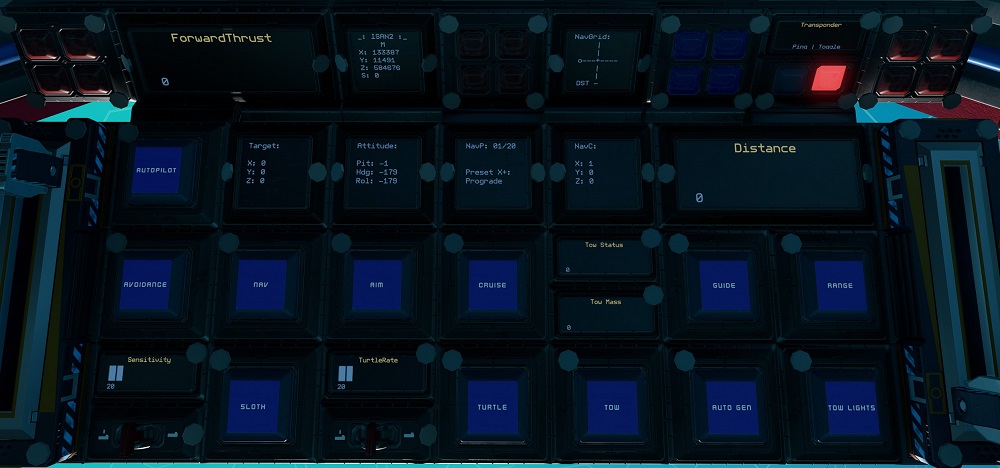 ForwardThrust
0
_: ISAN2 :_
M
X: 133387
Y: 11491
Z: 584676
S: 0
NavGrid:
DST -
Transponder
Ping | Toggle
AUTOPILOT
Target:
X: 0
Y: 0
Z: 0
Attitude:
Pit: -1
Hdg: -179
Rol: -179
NavP: 01/20
Preset X+:
Prograde
NavC:
X: 1
Y: 0
Z: 0
Distance
0
AVOIDANCE
NAV
AIM
CRUISE
Tow Status
0
Tow Mass
0
GUIDE
RANGE
Sensitivity
20
SLOTH
TurtleRate
20
TURTLE
TOW
AUTO GEN
TOW LIGHTS